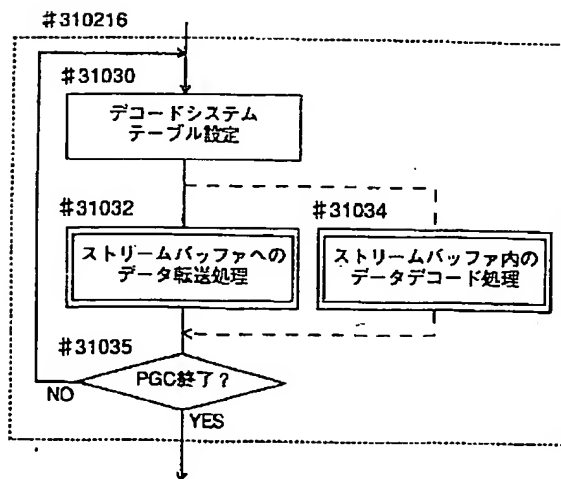 #310216
#31030
デコードシステム
テーブル設定
#31032
ストリームバッファへの
データ転送処理
#31034
ストリームバッファ内の
データデコード処理
#31035
PGC終了?
NO
YES